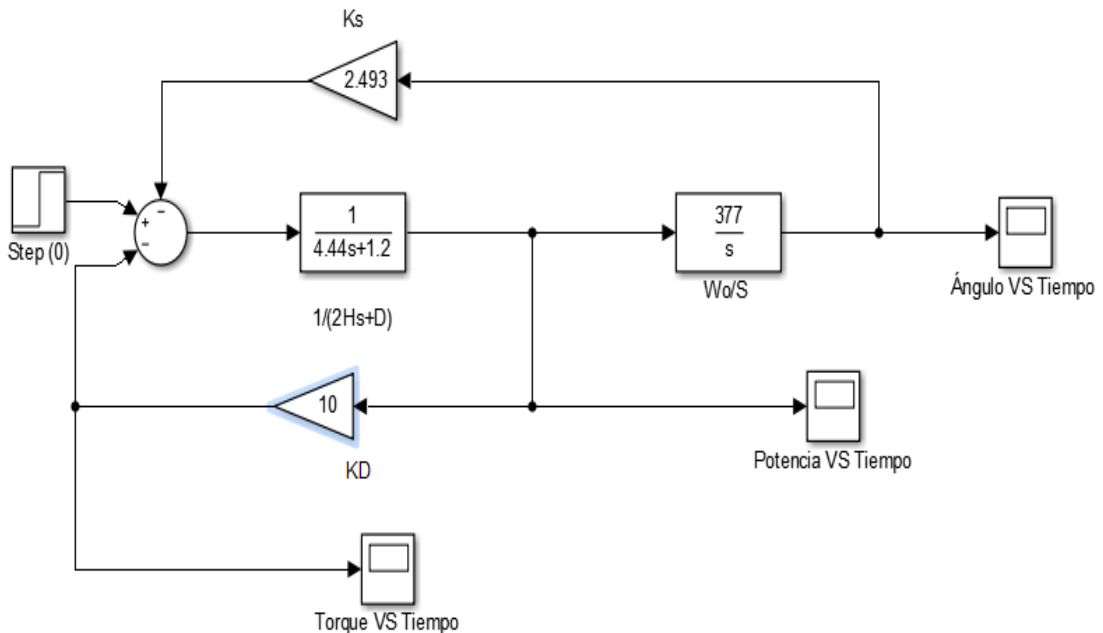 Ks
2.493
Step (0)
+
−
−
1
4.44s+1.2
1/(2Hs+D)
377
s
Wo/S
Ángulo VS Tiempo
10
KD
Potencia VS Tiempo
Torque VS Tiempo